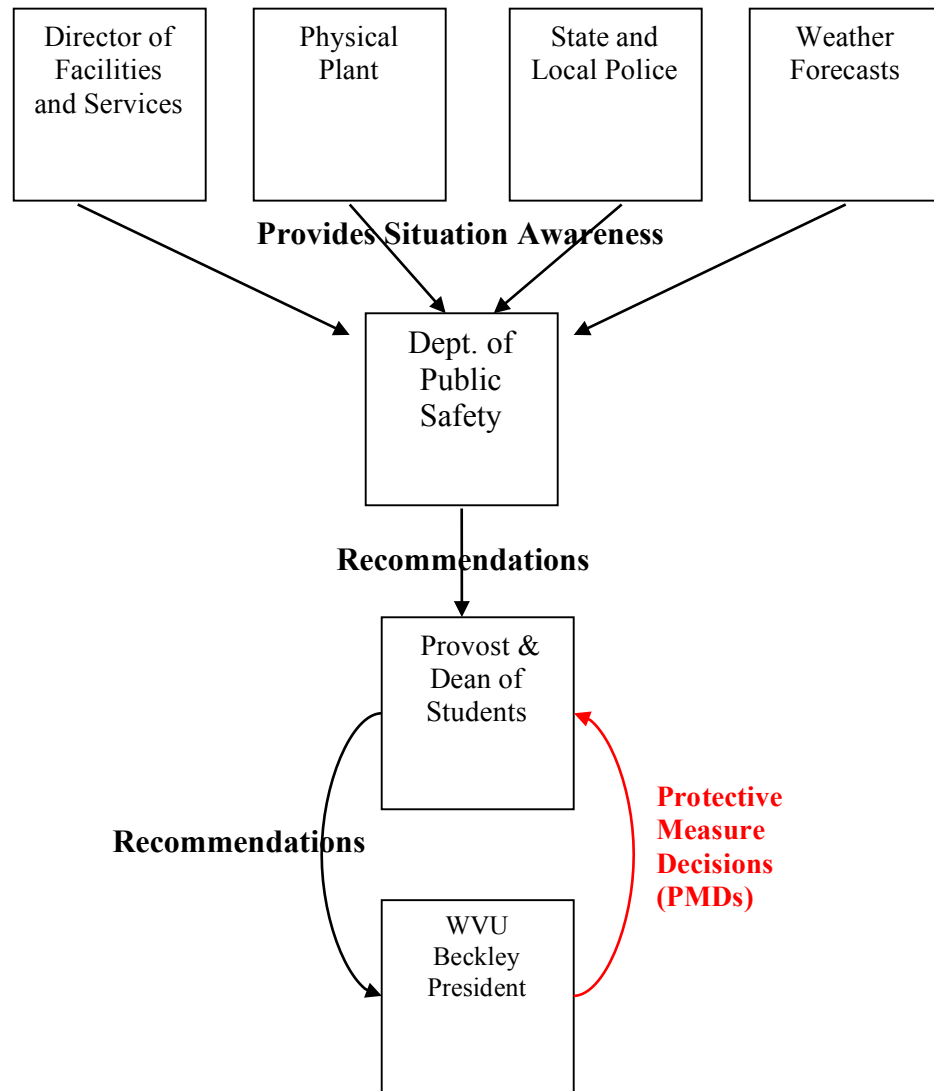 Director of
Facilities
and Services
Physical
Plant
State and
Local Police
Weather
Forecasts
Provides Situation Awareness
Dept. of
Public
Safety
Recommendations
Provost &
Dean of
Students
Recommendations
Protective
Measure
Decisions
(PMDs)
WVU
Beckley
President